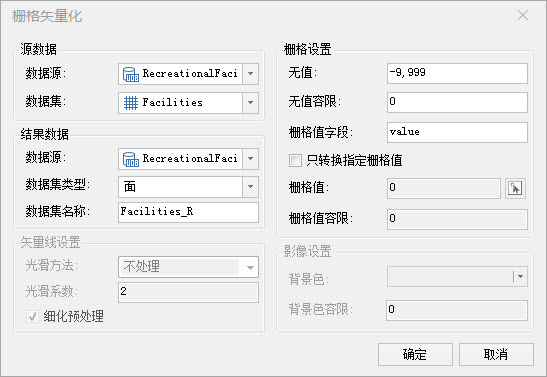 栅格矢量化
源数据
数据源: RecreationalFaci
数据集: Facilities
结果数据
数据源: RecreationalFaci
数据集类型: 面
数据集名称: Facilities_R
矢量线设置
光滑方法: 不处理
光滑系数: 2
细化预处理
栅格设置
无值: -9,999
无值容限: 0
栅格值字段: value
只转换指定栅格值
栅格值: 0
栅格值容限: 0
影像设置
背景色:
背景色容限: 0
确定 取消